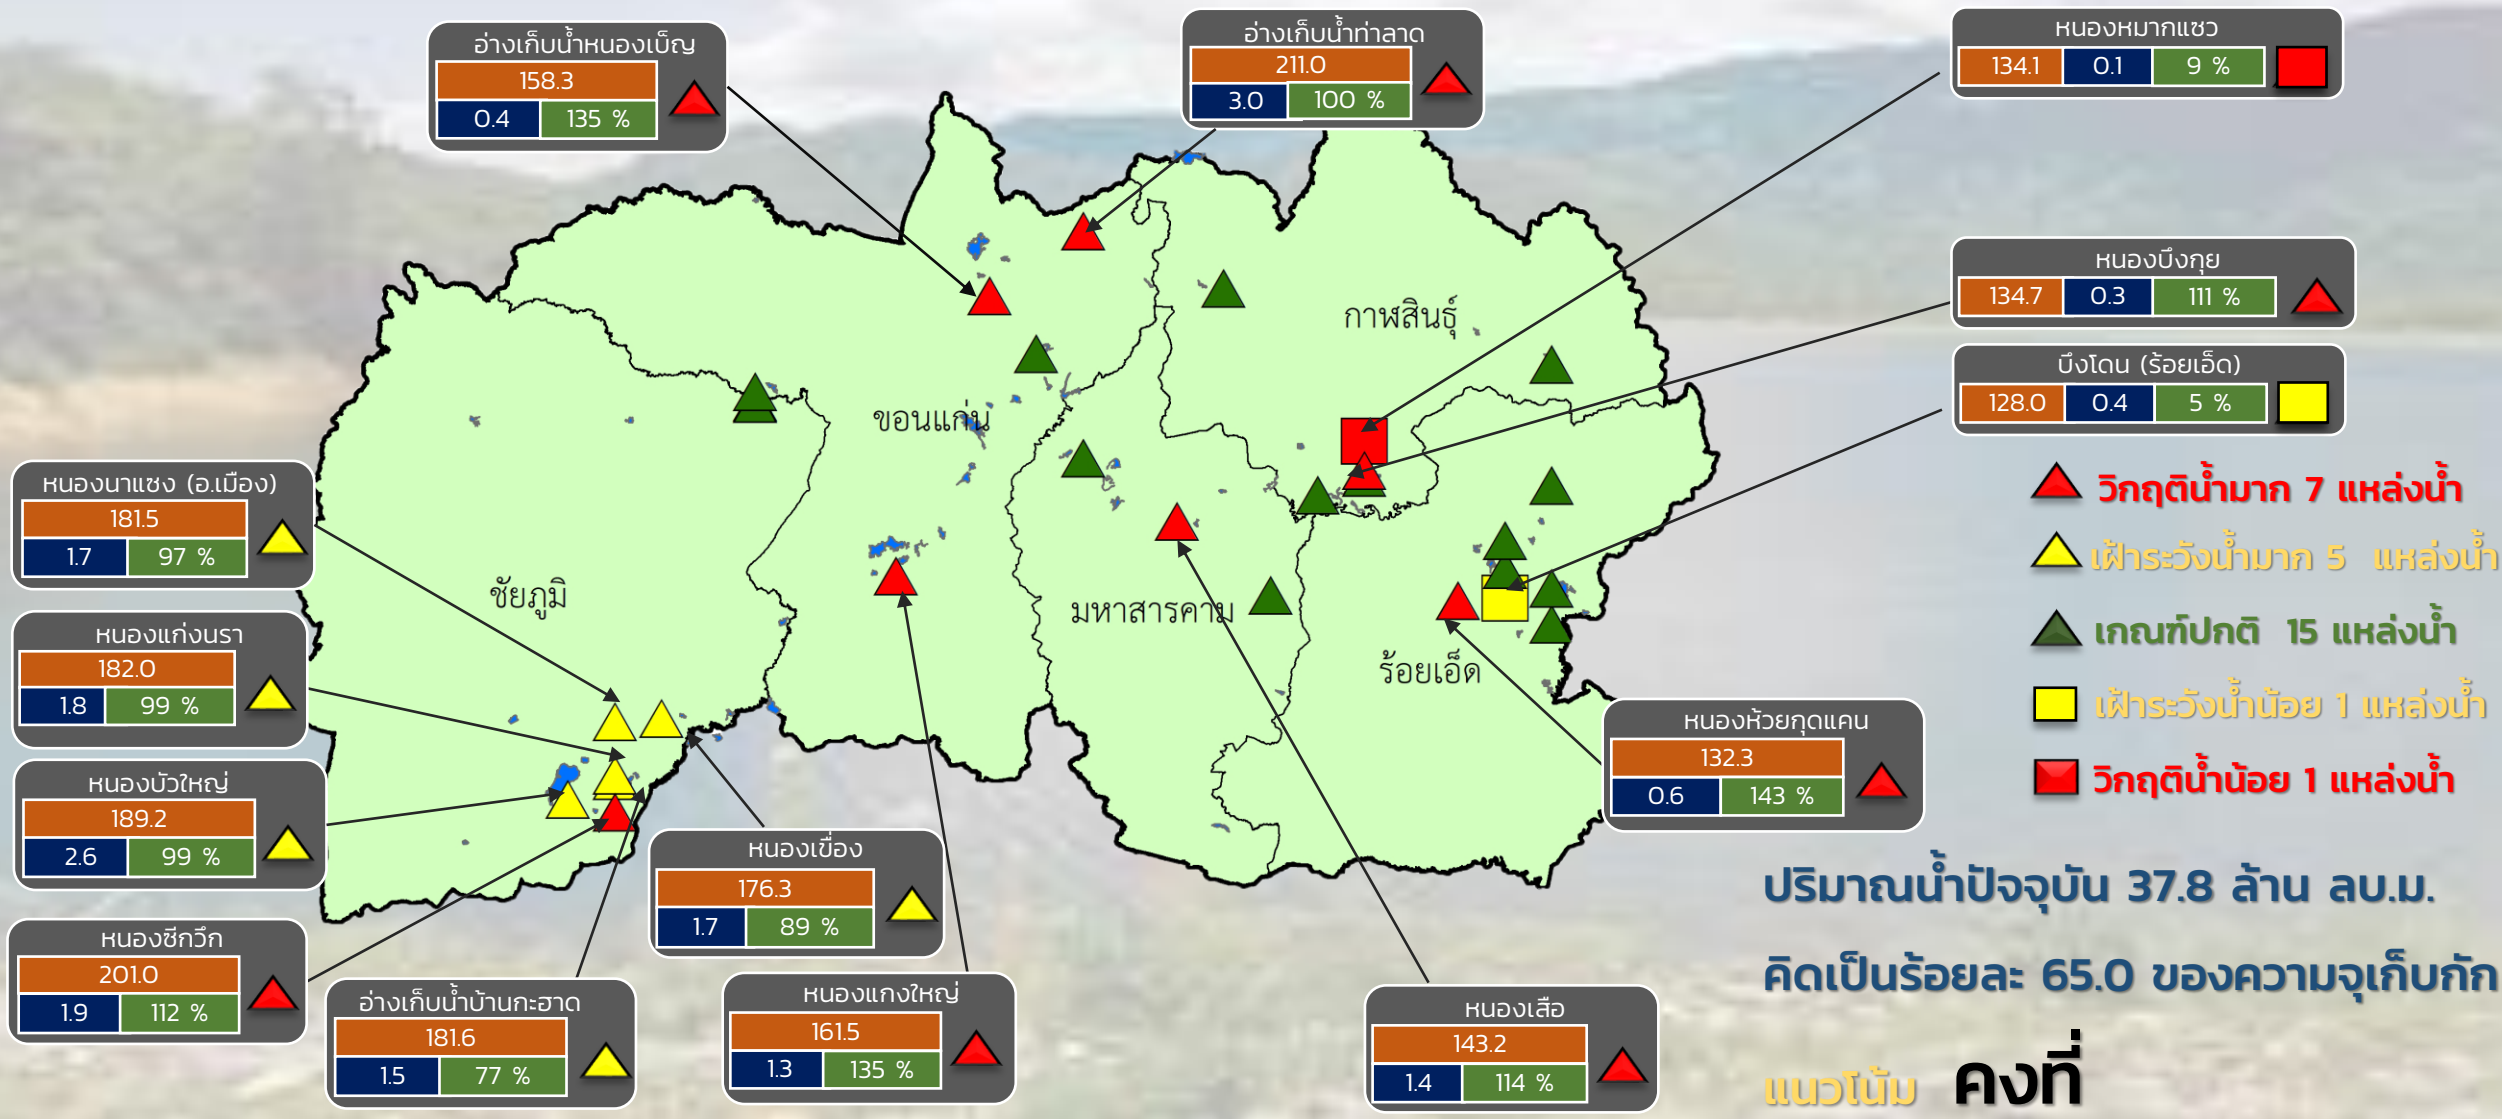 อ่างเก็บน้ำหนองเบ็ญ
158.3
0.4 135 %
อ่างเก็บน้ำท่าลาด
211.0
3.0 100 %
หนองหมากแซว
134.1 0.1 9 %
หนองบึงกุย
134.7 0.3 111 %
บึงโดน (ร้อยเอ็ด)
128.0 0.4 5 %
กาฬสินธุ์
ขอนแก่น
ชัยภูมิ
มหาสารคาม
ร้อยเอ็ด
หนองนาแซง (อ.เมือง)
181.5
1.7 97 %
หนองแก่งนรา
182.0
1.8 99 %
หนองบัวใหญ่
189.2
2.6 99 %
หนองซีกวึก
201.0
1.9 112 %
อ่างเก็บน้ำบ้านกะฮาด
181.6
1.5 77 %
หนองเขื่อง
176.3
1.7 89 %
หนองแกงใหญ่
161.5
1.3 135 %
หนองเสือ
143.2
1.4 114 %
หนองห้วยกุดแคน
132.3
0.6 143 %
วิกฤติน้ำมาก 7 แหล่งน้ำ
เฝ้าระวังน้ำมาก 5 แหล่งน้ำ
เกณฑ์ปกติ 15 แหล่งน้ำ
เฝ้าระวังน้ำน้อย 1 แหล่งน้ำ
วิกฤติน้ำน้อย 1 แหล่งน้ำ
ปริมาณน้ำปัจจุบัน 37.8 ล้าน ลบ.ม.
คิดเป็นร้อยละ 65.0 ของความจุเก็บกัก
แนวโน้ม คงที่